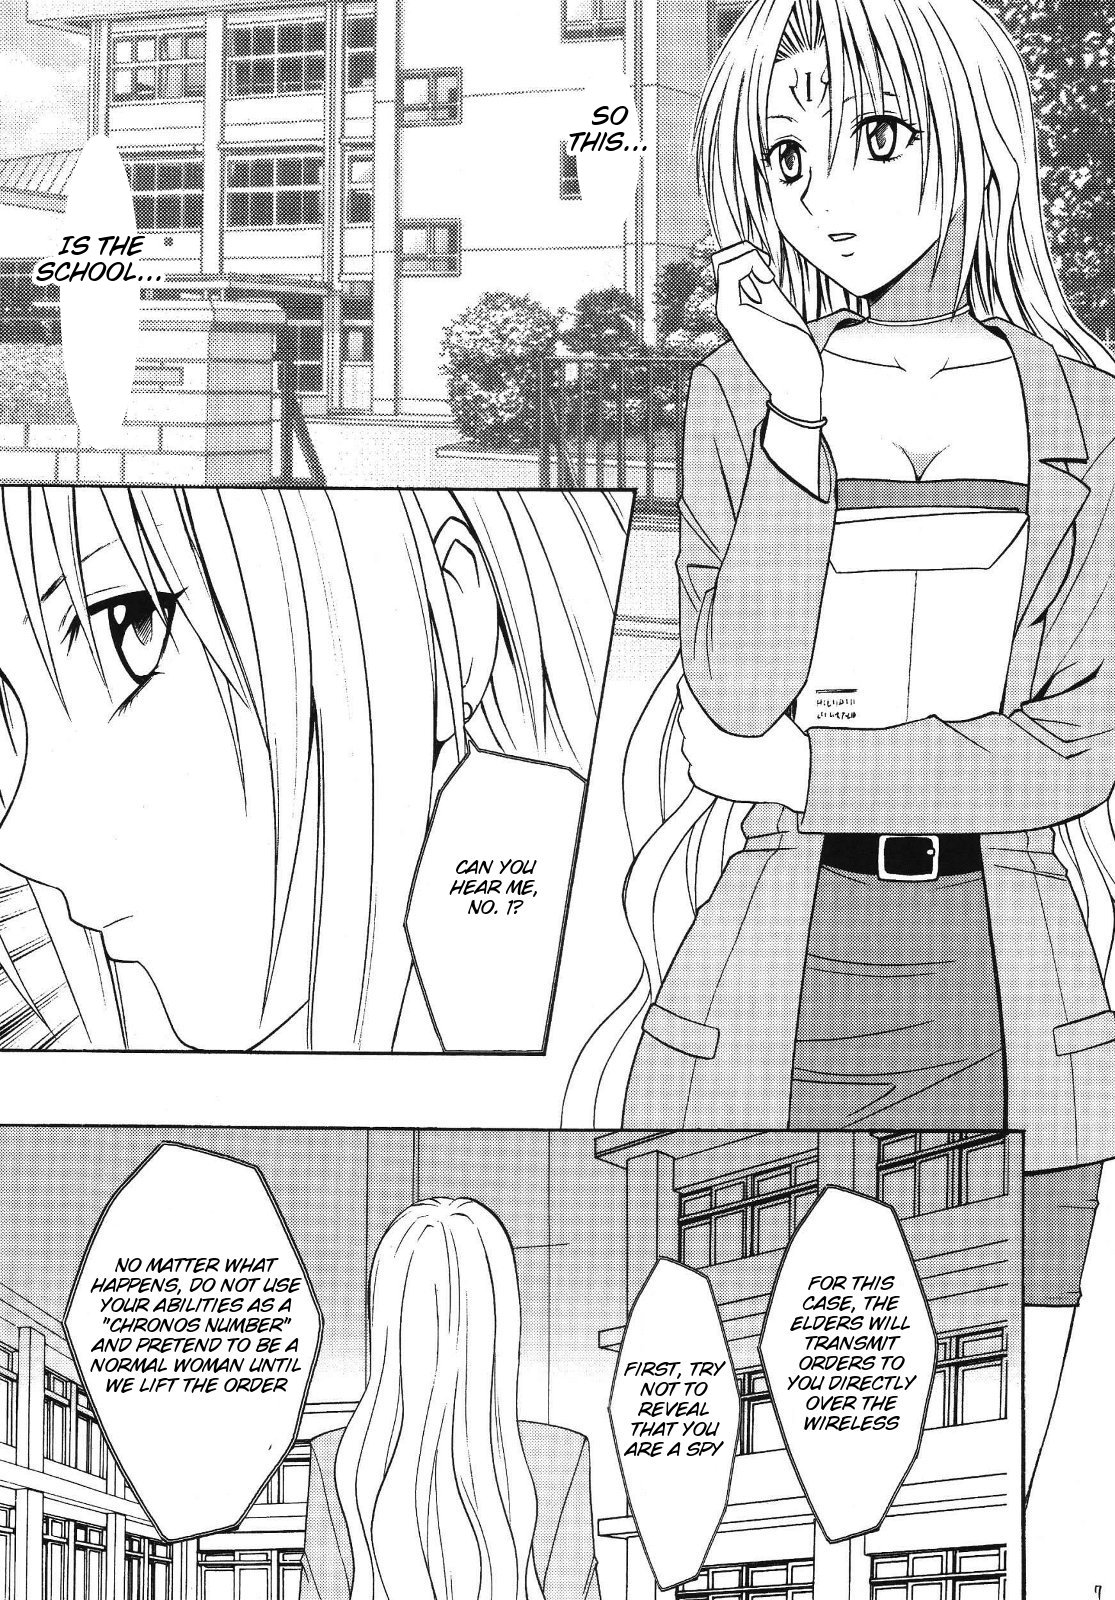 SO
THIS...
IS THE
SCHOOL...
I
CAN YOU
HEAR ME,
NO. 1?
FOR THIS
CASE, THE
ELDERS WILL
TRANSMIT
ORDERS TO
YOU DIRECTLY
OVER THE
WIRELESS
FIRST, TRY
NOT TO
REVEAL
THAT YOU
ARE A SPY
NO MATTER WHAT
HAPPENS, DO NOT USE
YOUR ABILITIES AS A
"CHRONOS NUMBER"
AND PRETEND TO BE A
NORMAL WOMAN UNTIL
WE LIFT THE ORDER
7